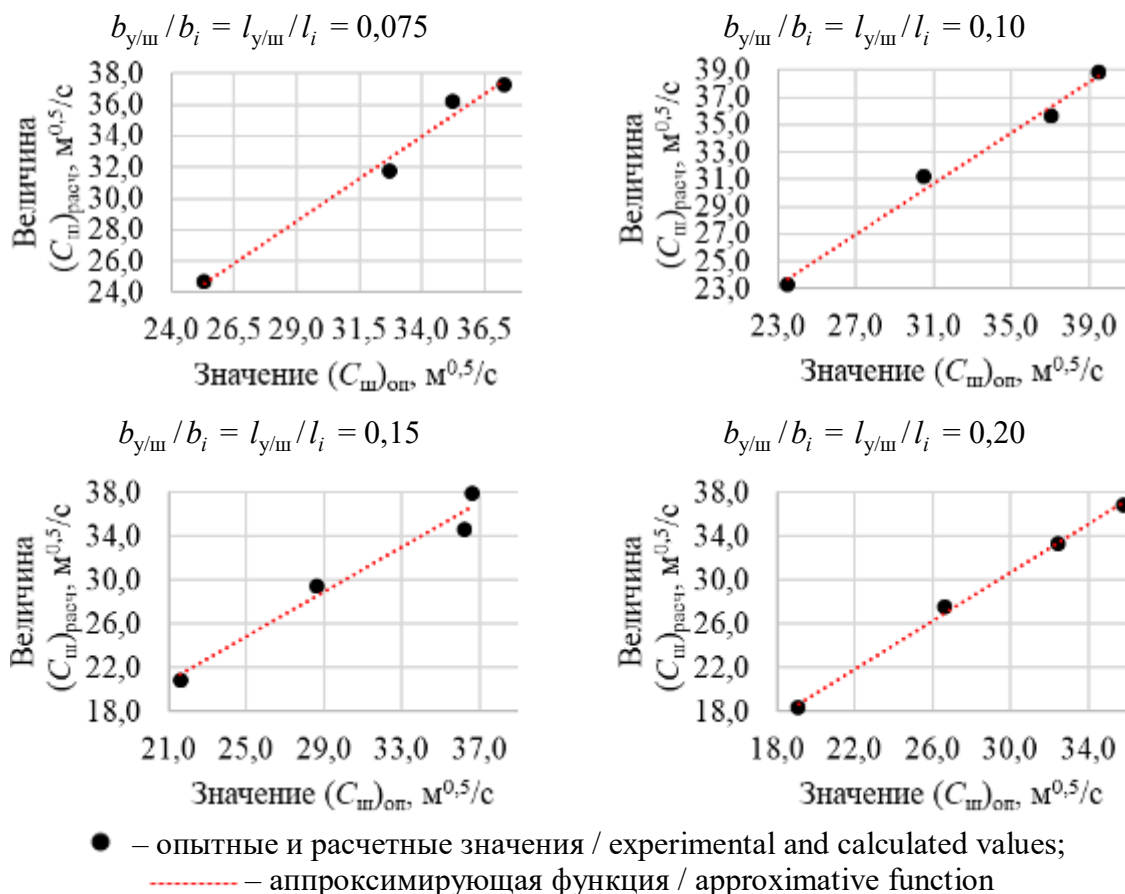 b_у/ш / b_i = l_у/ш / l_i = 0,075
Величина
(C_ш)_расч, м^0,5/с
38,0
36,0
34,0
32,0
30,0
28,0
26,0
24,0
24,0 26,5 29,0 31,5 34,0 36,5
Значение (C_ш)_оп, м^0,5/с
b_у/ш / b_i = l_у/ш / l_i = 0,10
Величина
(C_ш)_расч, м^0,5/с
39,0
37,0
35,0
33,0
31,0
29,0
27,0
25,0
23,0
23,0 27,0 31,0 35,0 39,0
Значение (C_ш)_оп, м^0,5/с
b_у/ш / b_i = l_у/ш / l_i = 0,15
Величина
(C_ш)_расч, м^0,5/с
38,0
34,0
30,0
26,0
22,0
18,0
21,0 25,0 29,0 33,0 37,0
Значение (C_ш)_оп, м^0,5/с
b_у/ш / b_i = l_у/ш / l_i = 0,20
Величина
(C_ш)_расч, м^0,5/с
38,0
34,0
30,0
26,0
22,0
18,0
18,0 22,0 26,0 30,0 34,0
Значение (C_ш)_оп, м^0,5/с
– опытные и расчетные значения / experimental and calculated values;
– аппроксимирующая функция / approximative function